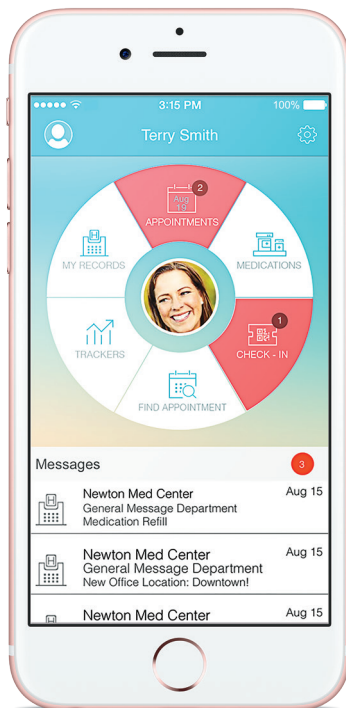 3:15 PM
100%
Terry Smith
2
Aug
19
APPOINTMENTS
MY RECORDS
MEDICATIONS
1
TRACKERS
CHECK - IN
FIND APPOINTMENT
Messages
3
Newton Med Center
Aug 15
General Message Department
Medication Refill
Newton Med Center
Aug 15
General Message Department
New Office Location: Downtown!
Newton Med Center
Aug 15